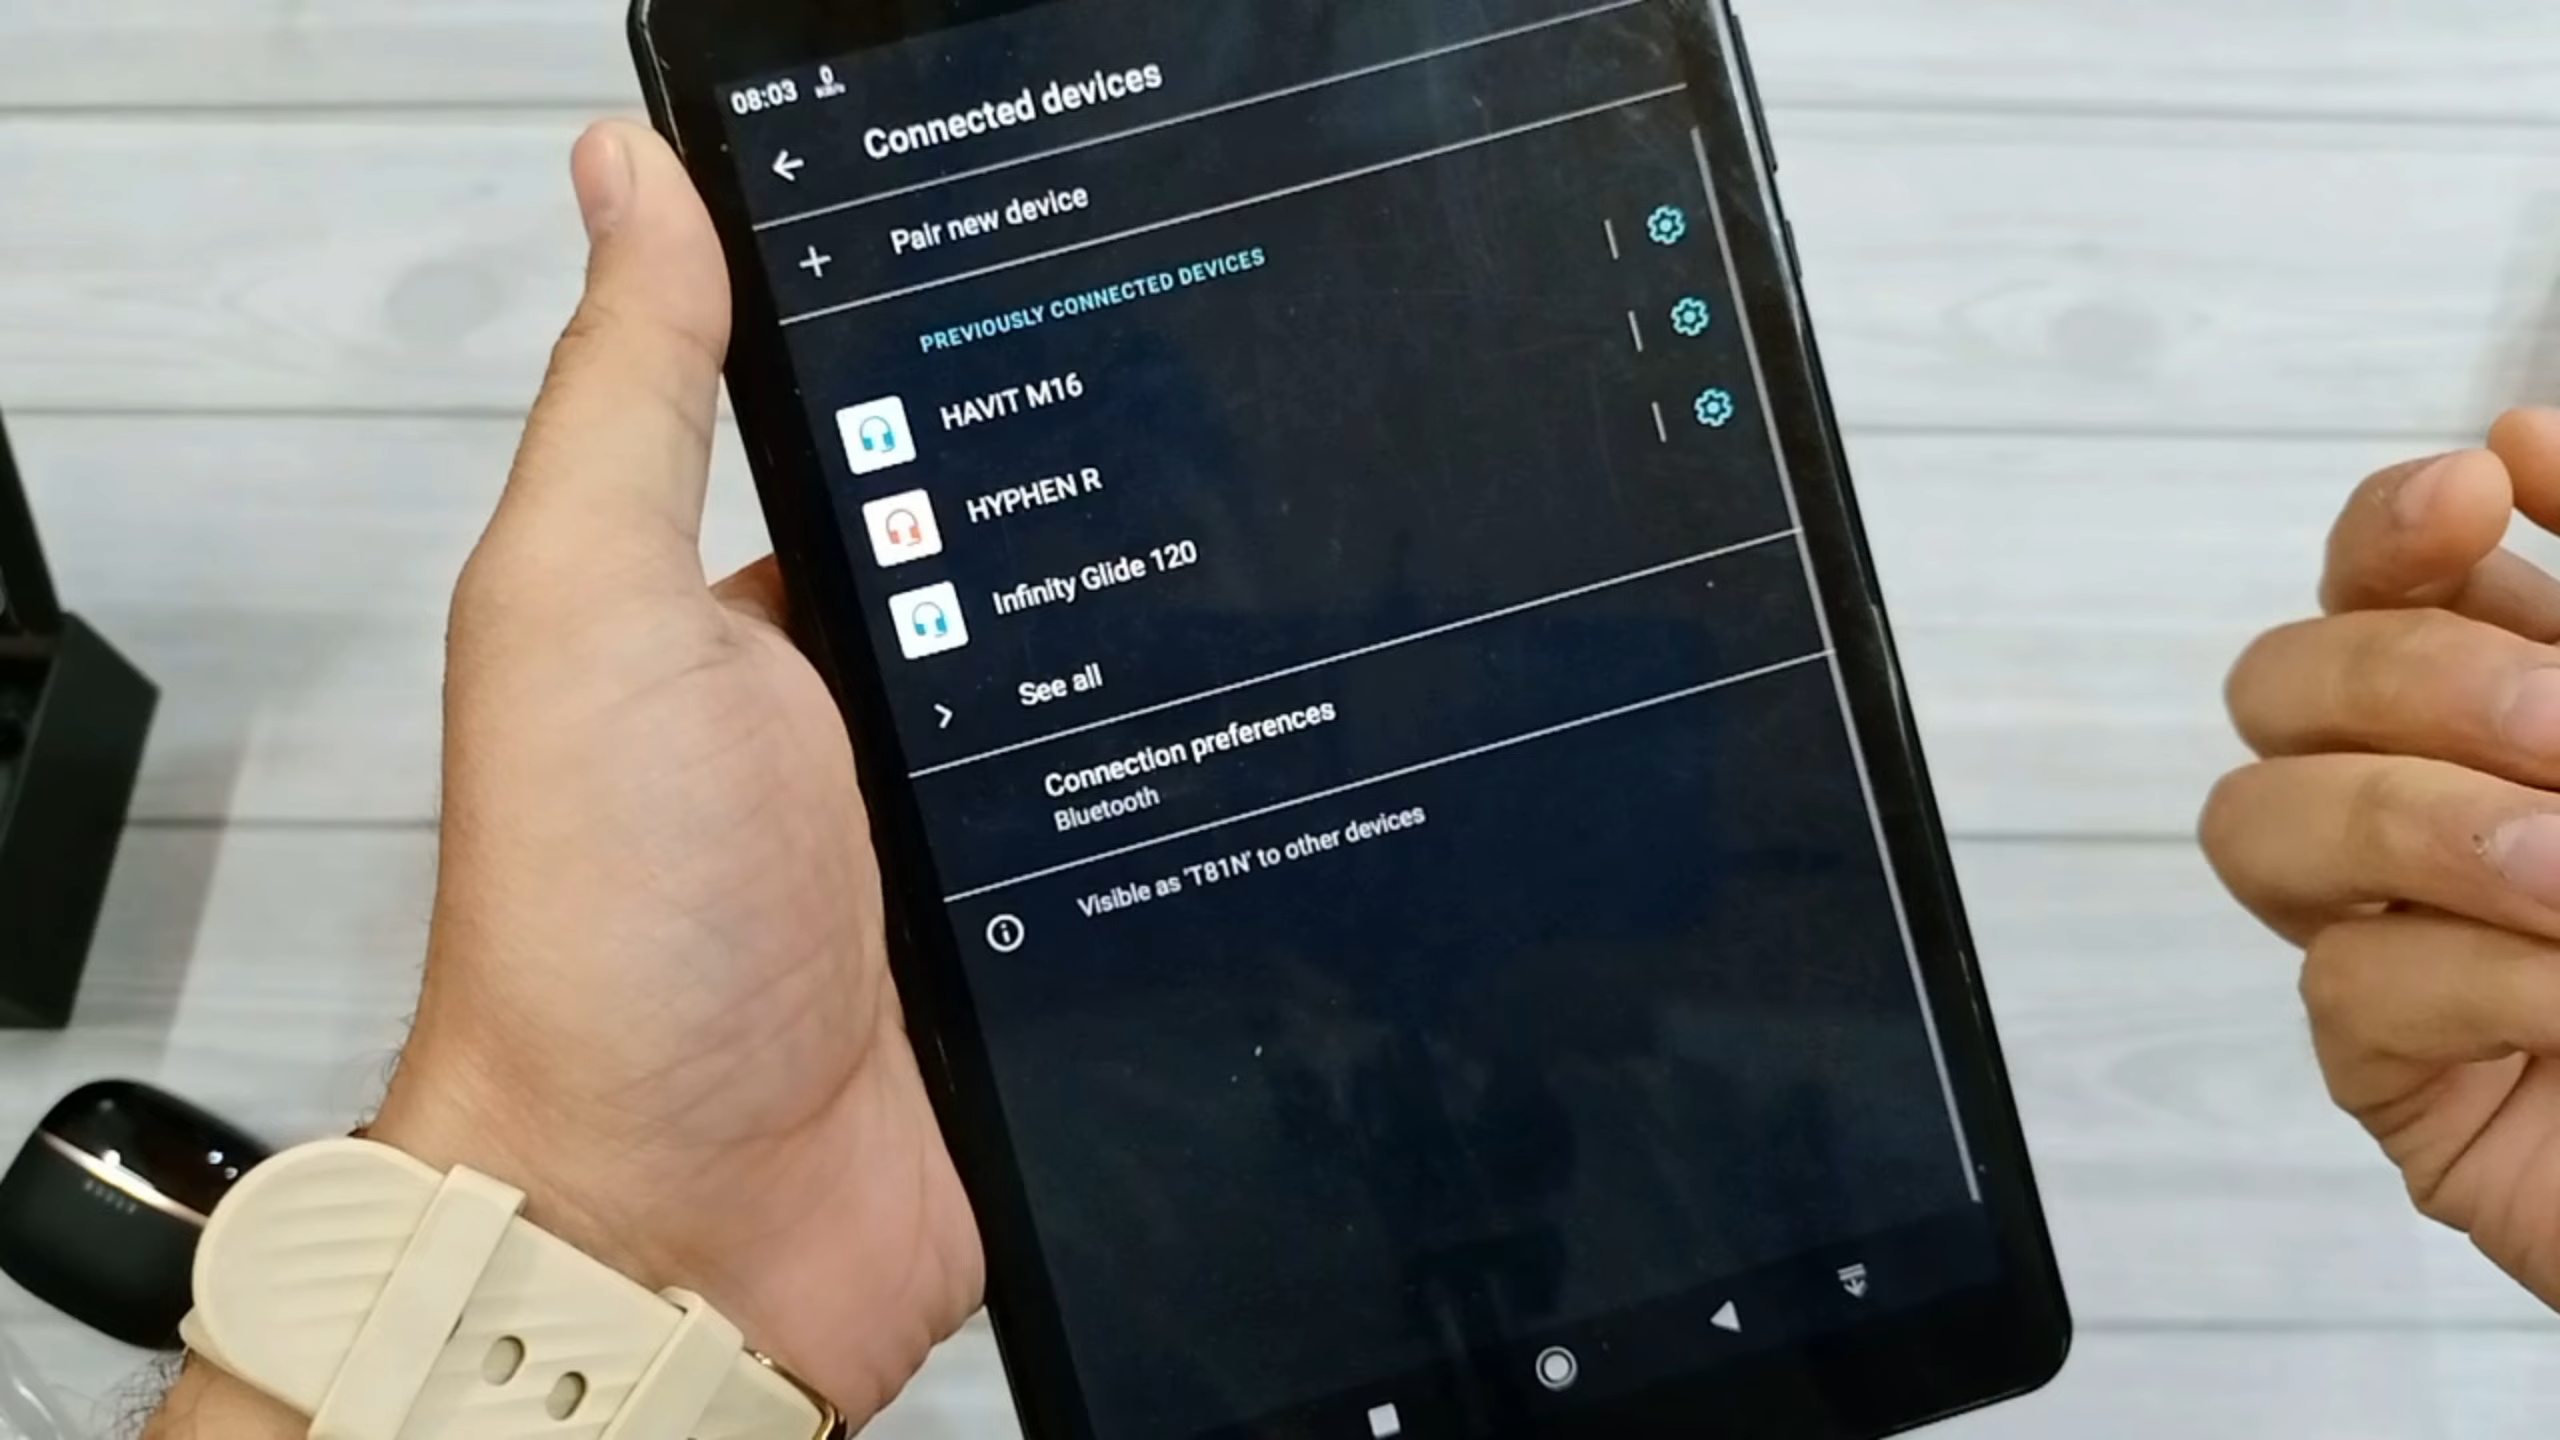 08:03 0
Connected devices
Pair new device
PREVIOUSLY CONNECTED DEVICES
HAVIT M16
HYPHEN R
Infinity Glide 120
See all
Connection preferences
Bluetooth
Visible as 'T81N' to other devices